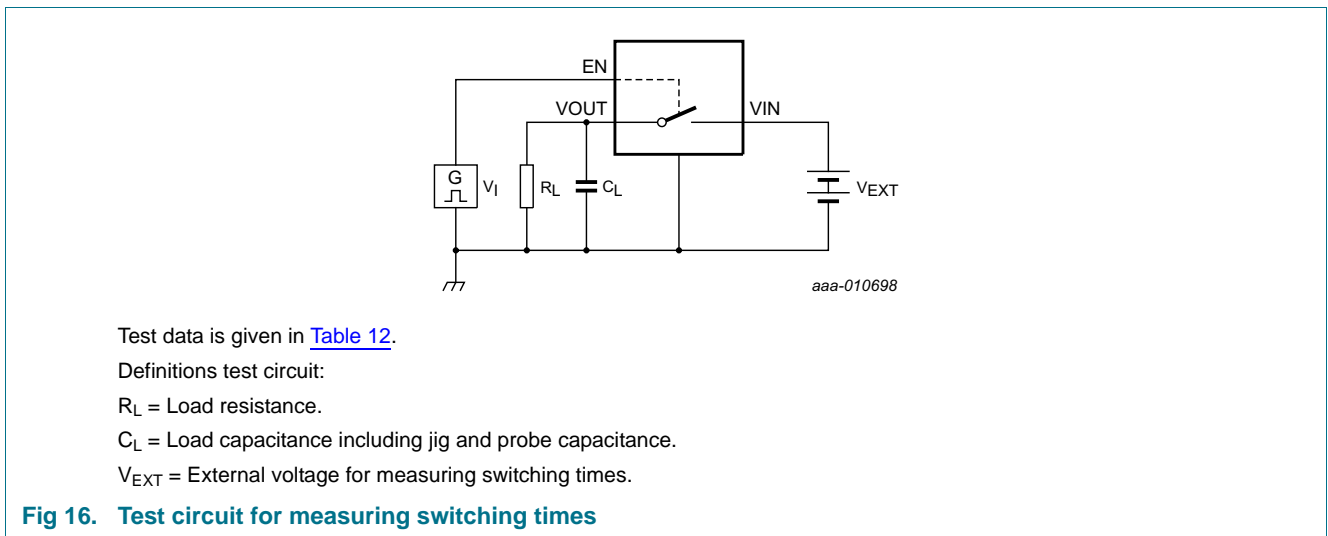 EN
VOUT
VIN
G
VI
RL
CL
VEXT
aaa-010698
Test data is given in Table 12.
Definitions test circuit:
RL = Load resistance.
CL = Load capacitance including jig and probe capacitance.
VEXT = External voltage for measuring switching times.
Fig 16. Test circuit for measuring switching times